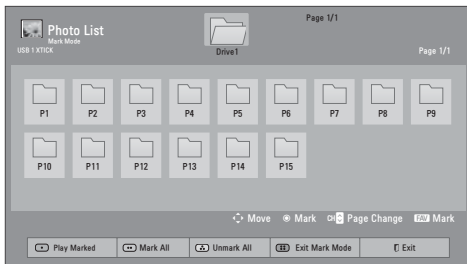 Page 1/1
Photo List
Mark Mode
USB 1 XTICK
Drive1
Page 1/1
P1 P2 P3 P4 P5 P6 P7 P8 P9
P10 P11 P12 P13 P14 P15
Move Mark CH Page Change FAV Mark
Play Marked Mark All Unmark All Exit Mark Mode Exit